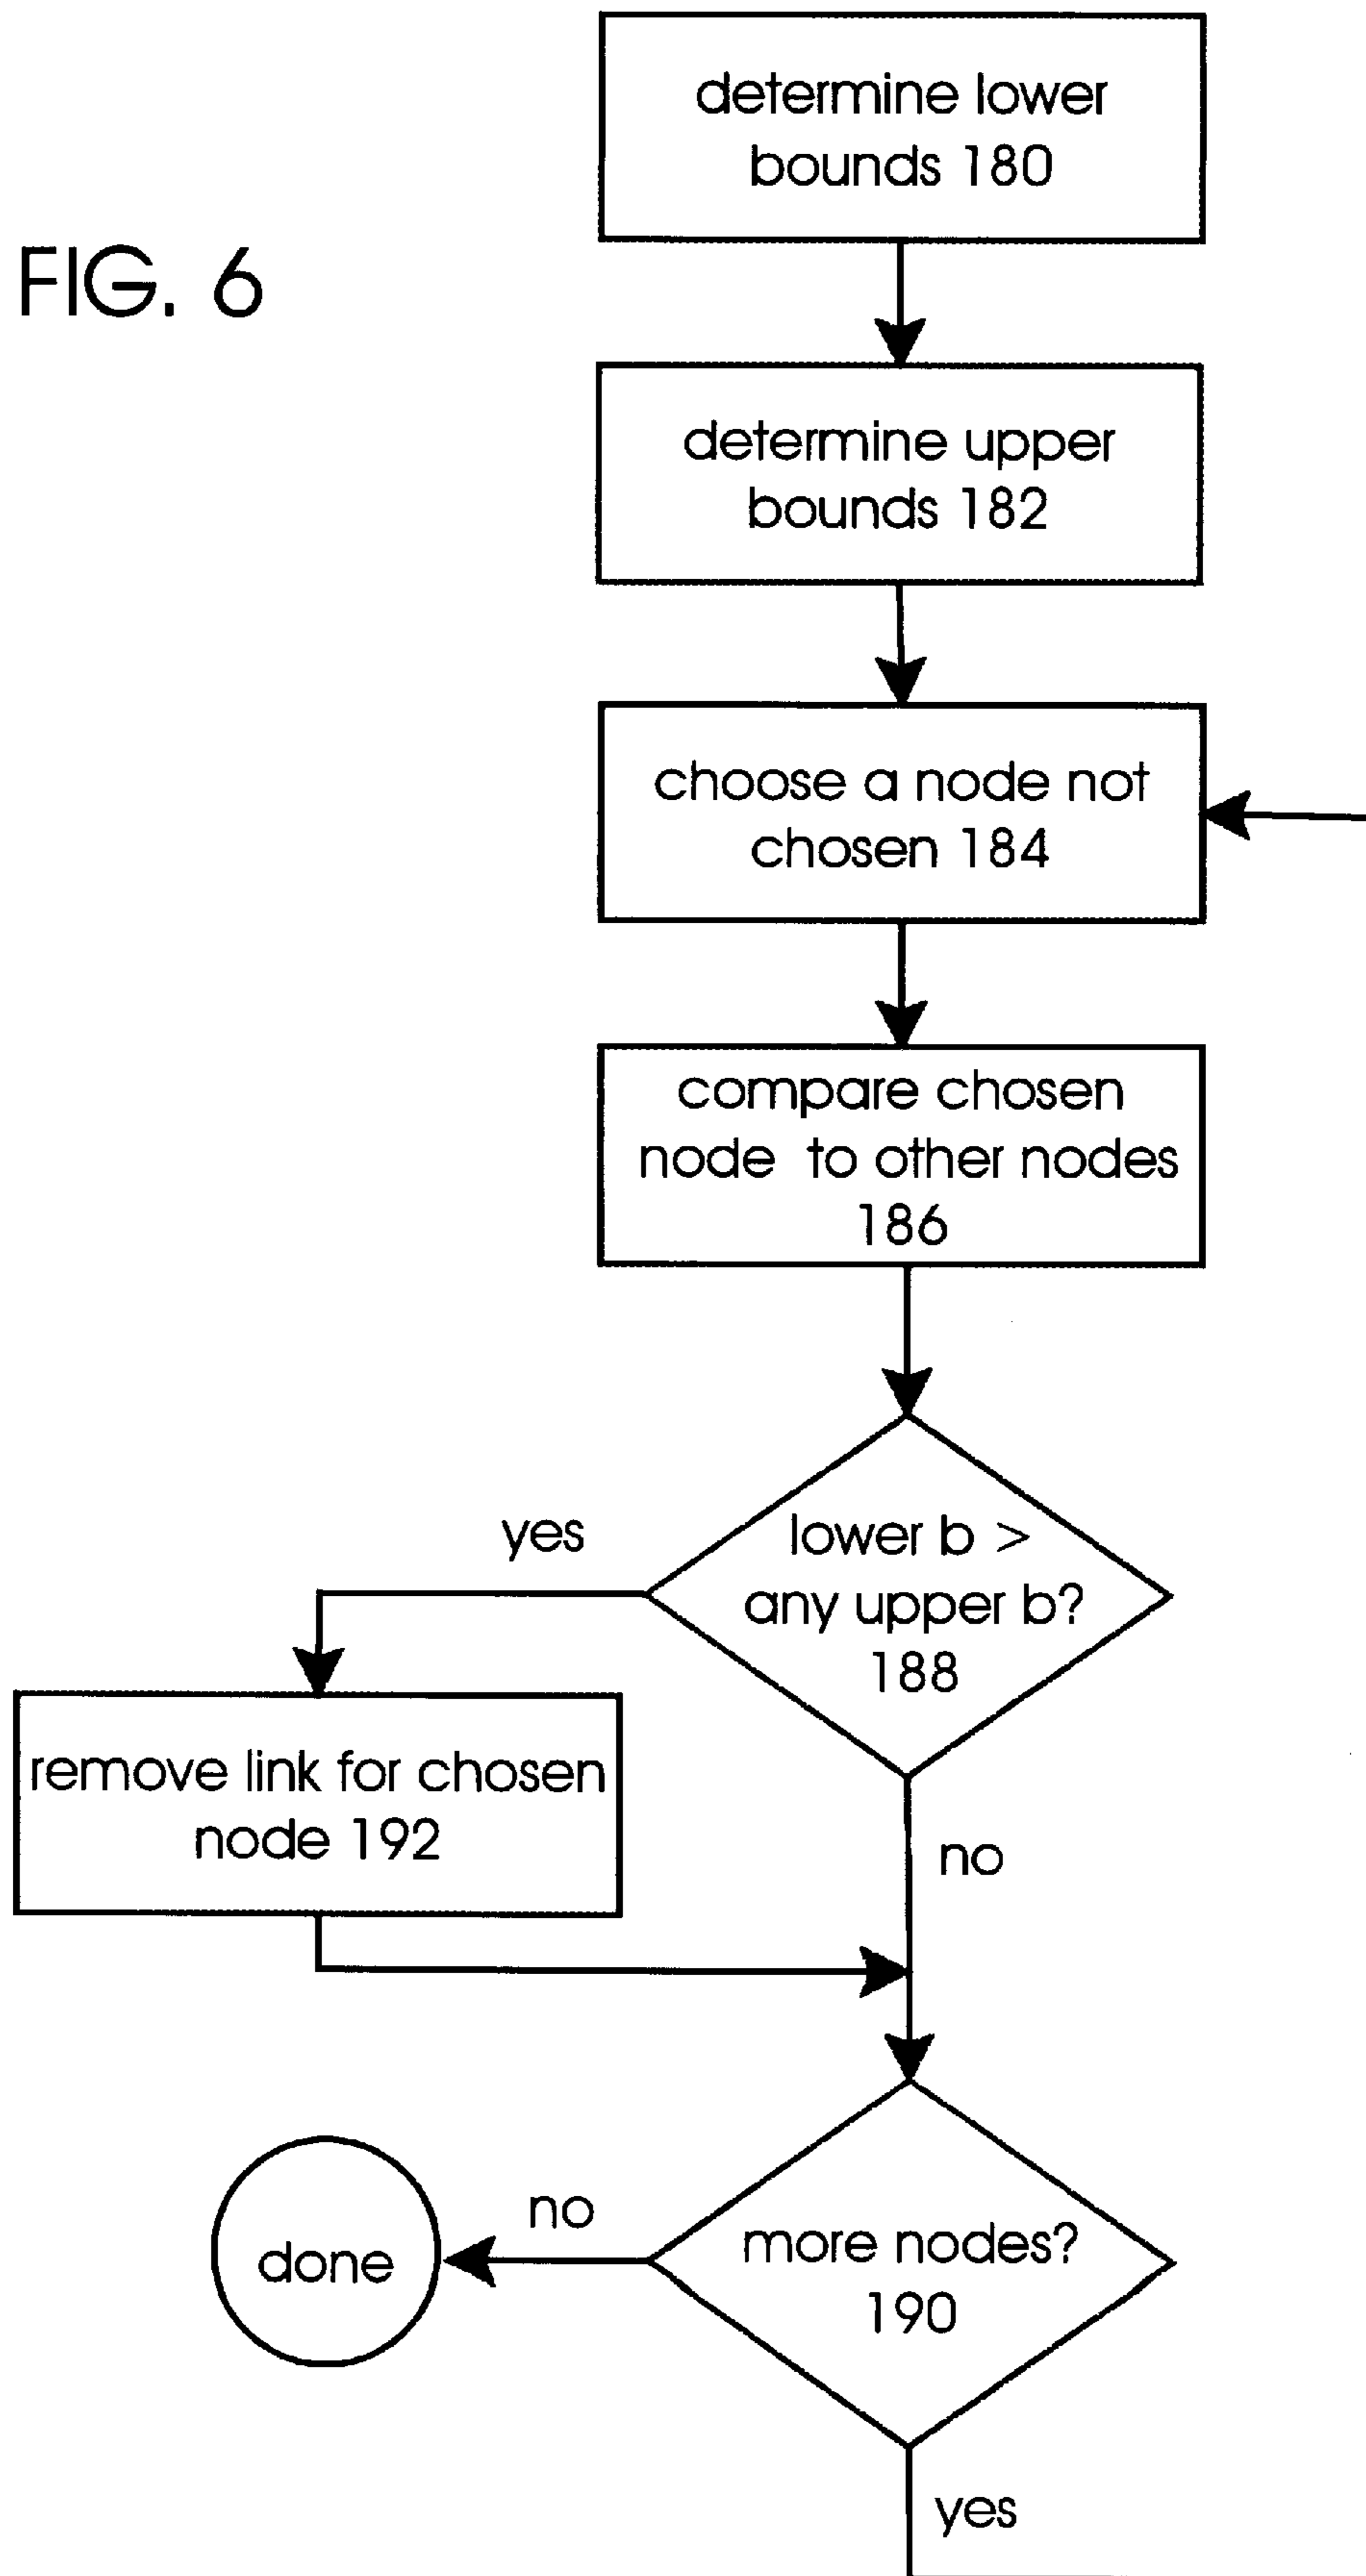 determine lower
bounds 180
FIG. 6
determine upper
bounds 182
choose a node not
chosen 184
compare chosen
node to other nodes
186
yes
lower b >
any upper b?
188
remove link for chosen
node 192
no
no
done
more nodes?
190
yes